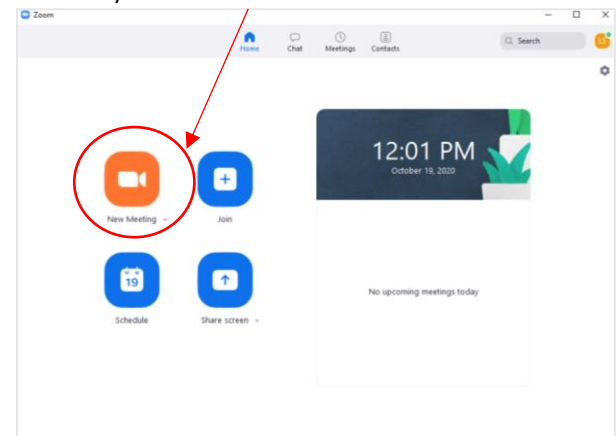 Zoom
Home
Chat
Meetings
Contacts
Search
12:01 PM
October 19, 2020
New Meeting
Join
19
Schedule
Share screen
No upcoming meetings today